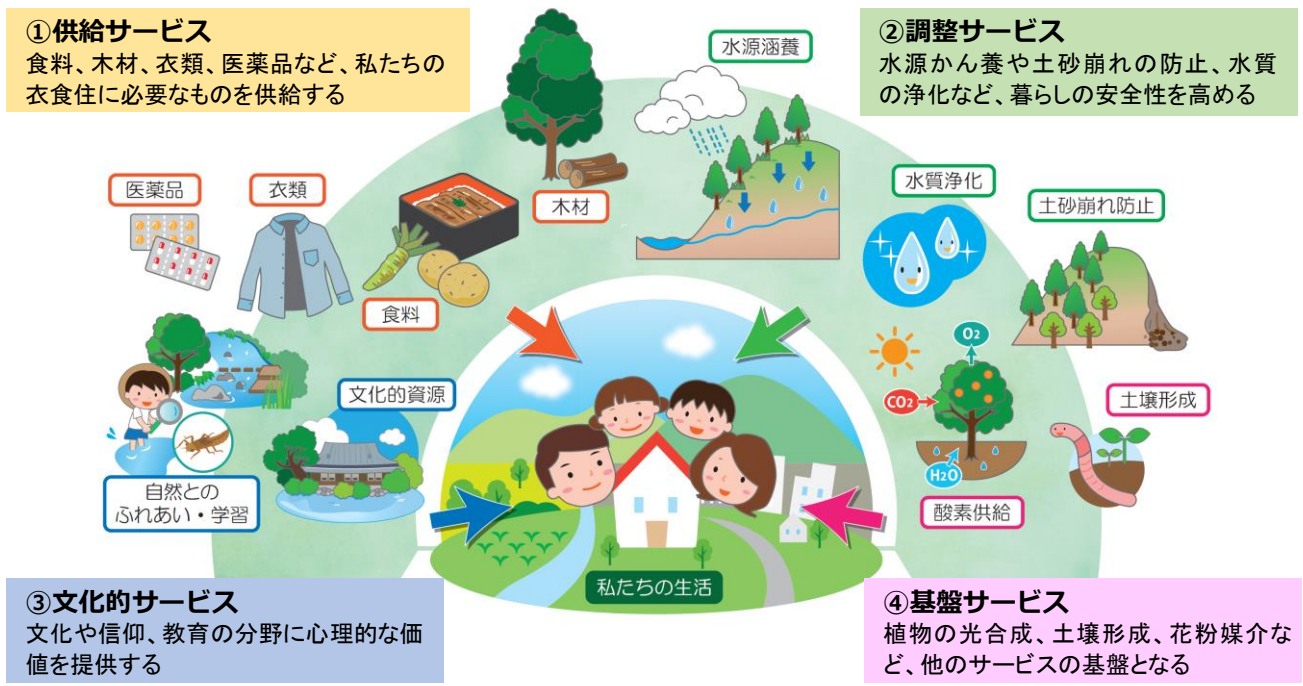 ①供給サービス
食料、木材、衣類、医薬品など、私たちの
衣食住に必要なものを供給する
②調整サービス
水源かん養や土砂崩れの防止、水質
の浄化など、暮らしの安全性を高める
水源涵養
医薬品
衣類
木材
水質浄化
土砂崩れ防止
食料
O2
CO2
H2O
文化的資源
土壌形成
自然との
ふれあい・学習
酸素供給
私たちの生活
③文化的サービス
文化や信仰、教育の分野に心理的な価
値を提供する
④基盤サービス
植物の光合成、土壌形成、花粉媒介な
ど、他のサービスの基盤となる